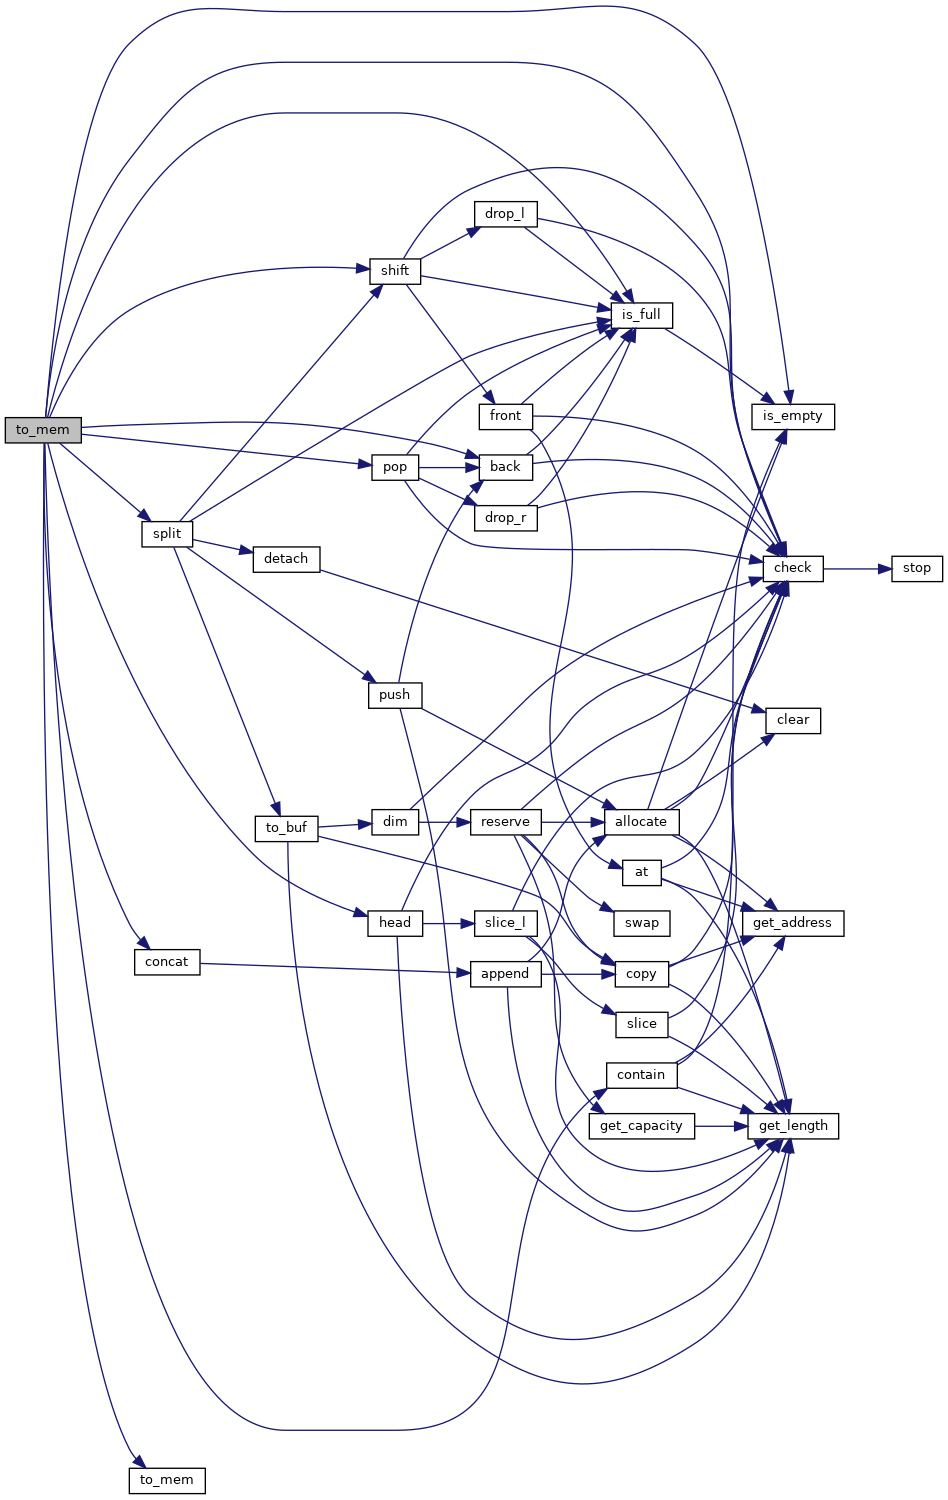 drop_l
shift
is_full
front
is_empty
to_mem
back
pop
drop_r
split
detach
check
stop
push
clear
dim
reserve
allocate
to_buf
at
head
slice_l
swap
get_address
concat
append
copy
slice
contain
get_capacity
get_length
to_mem